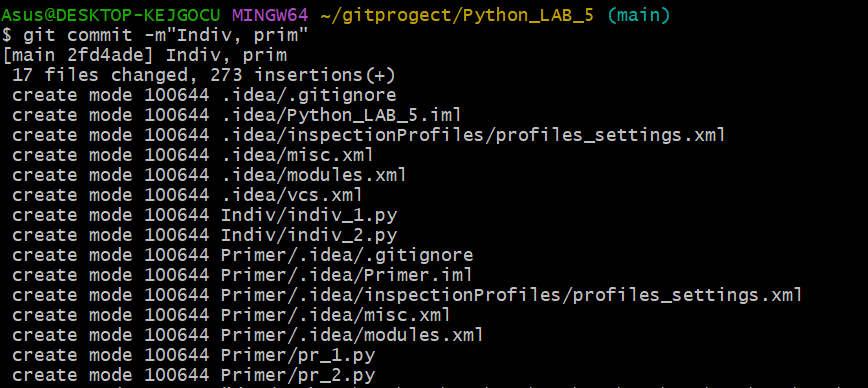 Asus@DESKTOP-KEJGOCU MINGW64 ~/gitprogect/Python_LAB_5 (main)
$ git commit -m"Indiv, prim"
[main 2fd4ade] Indiv, prim
 17 files changed, 273 insertions(+)
 create mode 100644 .idea/.gitignore
 create mode 100644 .idea/Python_LAB_5.iml
 create mode 100644 .idea/inspectionProfiles/profiles_settings.xml
 create mode 100644 .idea/misc.xml
 create mode 100644 .idea/modules.xml
 create mode 100644 .idea/vcs.xml
 create mode 100644 Indiv/indiv_1.py
 create mode 100644 Indiv/indiv_2.py
 create mode 100644 Primer/.idea/.gitignore
 create mode 100644 Primer/.idea/Primer.iml
 create mode 100644 Primer/.idea/inspectionProfiles/profiles_settings.xml
 create mode 100644 Primer/.idea/misc.xml
 create mode 100644 Primer/.idea/modules.xml
 create mode 100644 Primer/pr_1.py
 create mode 100644 Primer/pr_2.py